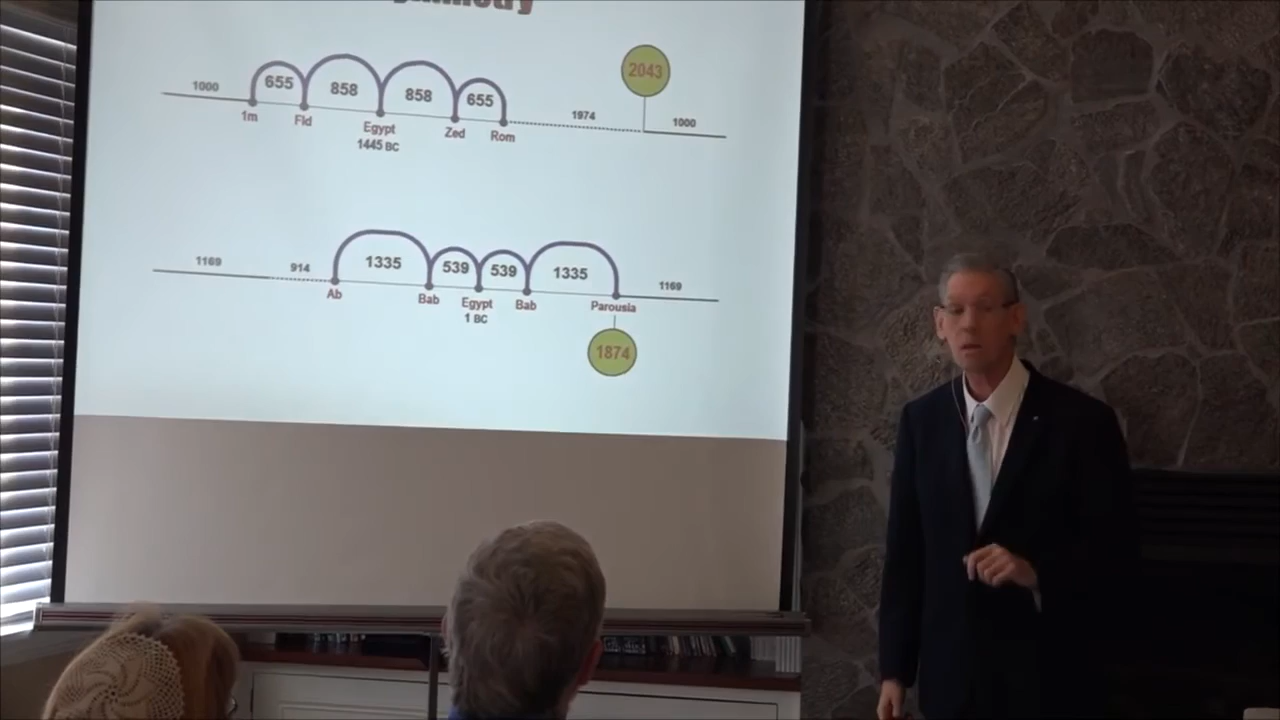 1000 655 858 858 655 1974 2043 1000
1m Fld Egypt Zed Rom
1445 BC
1169 914 1335 539 539 1335 1169
Ab Bab Egypt Bab Parousia
1 BC
1874